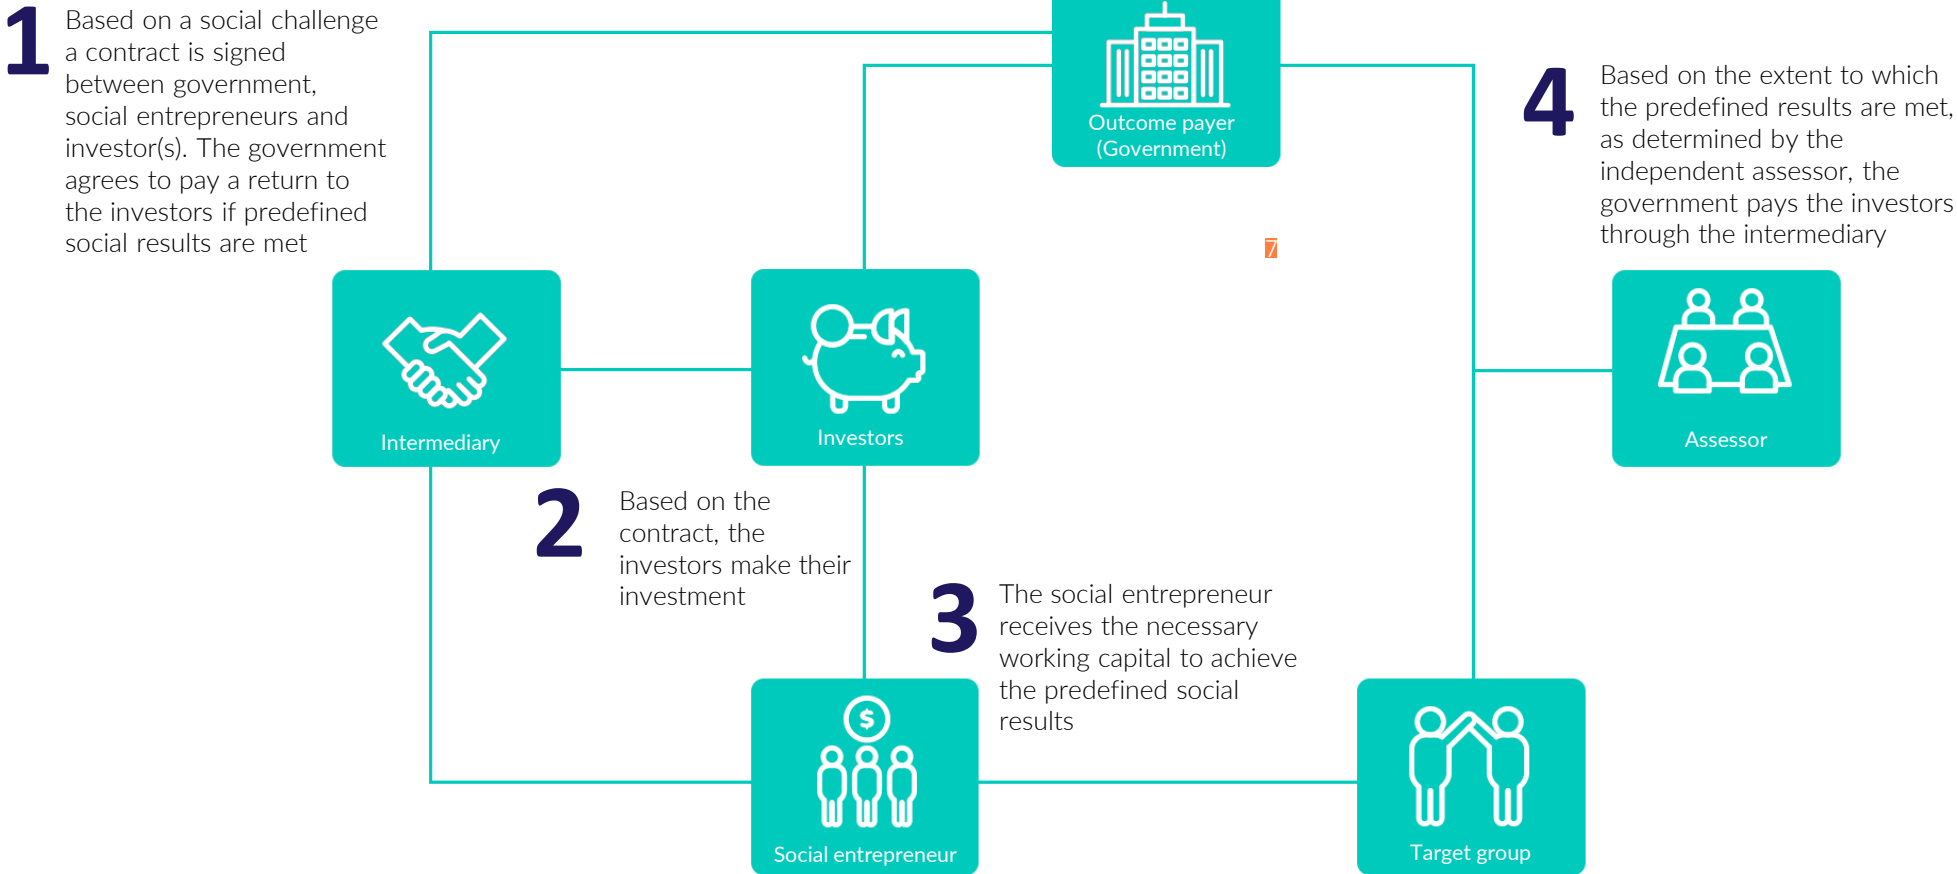 1
Based on a social challenge
a contract is signed
between government,
social entrepreneurs and
investor(s). The government
agrees to pay a return to
the investors if predefined
social results are met
Outcome payer
(Government)
4
Based on the extent to which
the predefined results are met,
as determined by the
independent assessor, the
government pays the investors
through the intermediary
7
Intermediary
Investors
Assessor
2
Based on the
contract, the
investors make their
investment
3
The social entrepreneur
receives the necessary
working capital to achieve
the predefined social
results
$
Social entrepreneur
Target group